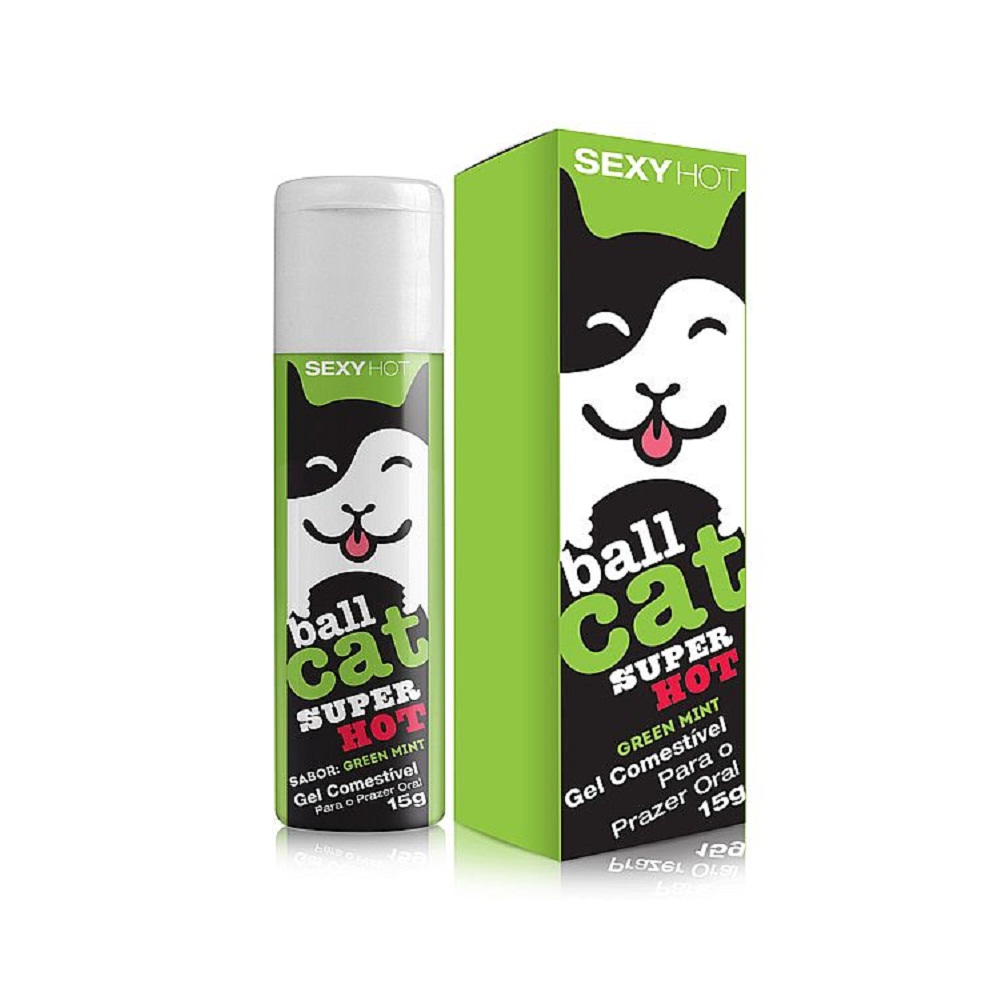 SEXY HOT
ball
cat
SUPER
HOT
SABOR: GREEN MINT
Gel Comestível
Para o Prazer Oral
15g
SEXY HOT
ball
cat
SUPER
HOT
GREEN MINT
Gel Comestível
Para o
Prazer Oral
15g